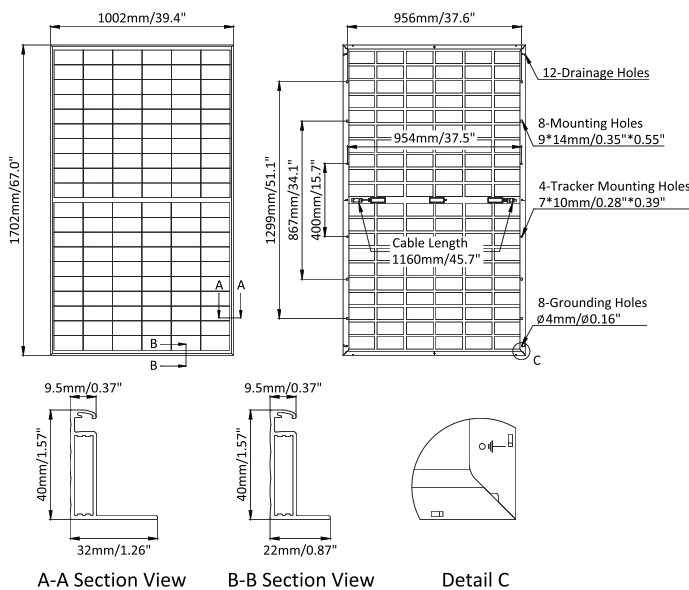 1002mm/39.4"
956mm/37.6"
12-Drainage Holes
8-Mounting Holes
9*14mm/0.35"*0.55"
954mm/37.5"
1702mm/67.0"
1299mm/51.1"
867mm/34.1"
400mm/15.7"
4-Tracker Mounting Holes
7*10mm/0.28"*0.39"
Cable Length
1160mm/45.7"
A A
8-Grounding Holes
Ø4mm/Ø0.16"
B
B
C
9.5mm/0.37"
9.5mm/0.37"
40mm/1.57"
40mm/1.57"
32mm/1.26"
22mm/0.87"
A-A Section View
B-B Section View
Detail C